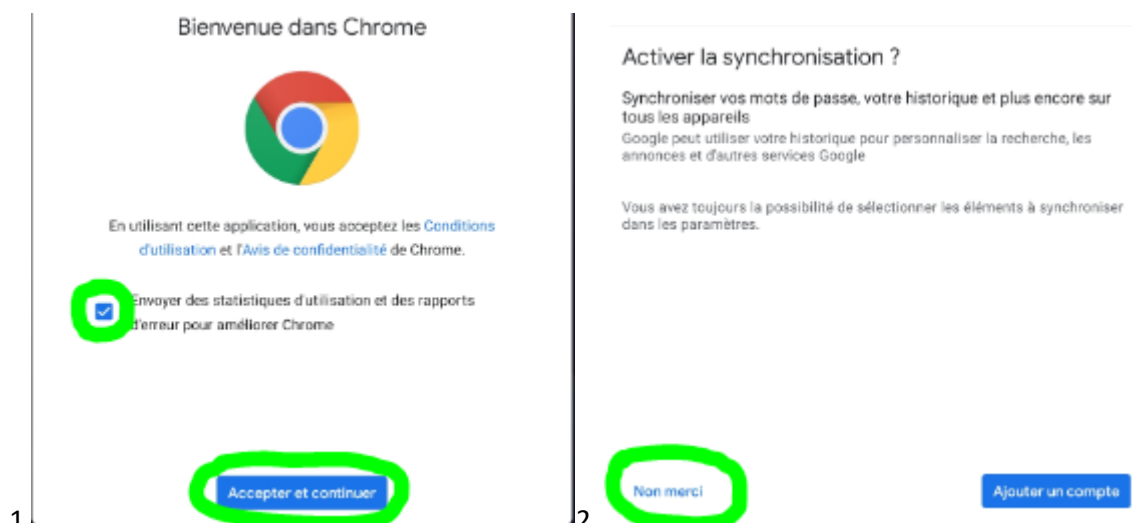 Bienvenue dans Chrome
En utilisant cette application, vous acceptez les Conditions
d'utilisation et l'Avis de confidentialité de Chrome.
Envoyer des statistiques d'utilisation et des rapports
d'erreur pour améliorer Chrome
Accepter et continuer
1
Activer la synchronisation ?
Synchroniser vos mots de passe, votre historique et plus encore sur
tous les appareils
Google peut utiliser votre historique pour personnaliser la recherche, les
annonces et d'autres services Google
Vous avez toujours la possibilité de sélectionner les éléments à synchroniser
dans les paramètres.
Non merci
Ajouter un compte
2